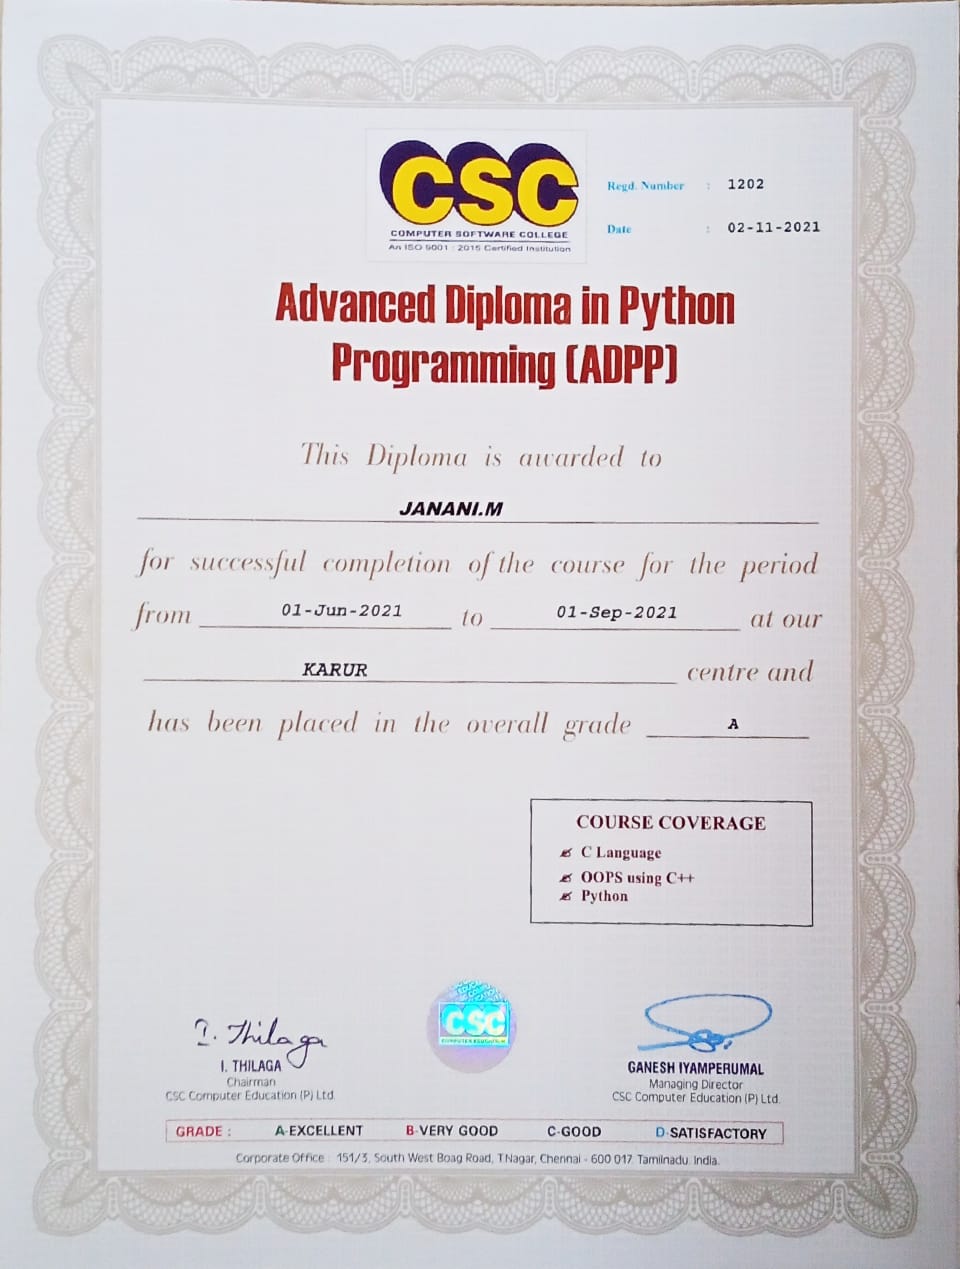 CSC
COMPUTER SOFTWARE COLLEGE
An ISO 9001 : 2015 Certified Institution
Regd. Number : 1202
Date : 02-11-2021
Advanced Diploma in Python
Programming (ADPP)
This Diploma is awarded to
JANANI.M
for successful completion of the course for the period
from 01-Jun-2021 to 01-Sep-2021 at our
KARUR centre and
has been placed in the overall grade A
COURSE COVERAGE
C Language
OOPS using C++
Python
I. Thilaga
I. THILAGA
Chairman
CSC Computer Education (P) Ltd.
CSC
COMPUTER EDUCATION
GANESH IYAMPERUMAL
Managing Director
CSC Computer Education (P) Ltd.
GRADE : A-EXCELLENT B-VERY GOOD C-GOOD D-SATISFACTORY
Corporate Office : 151/3, South West Boag Road, T.Nagar, Chennai - 600 017. Tamilnadu. India.